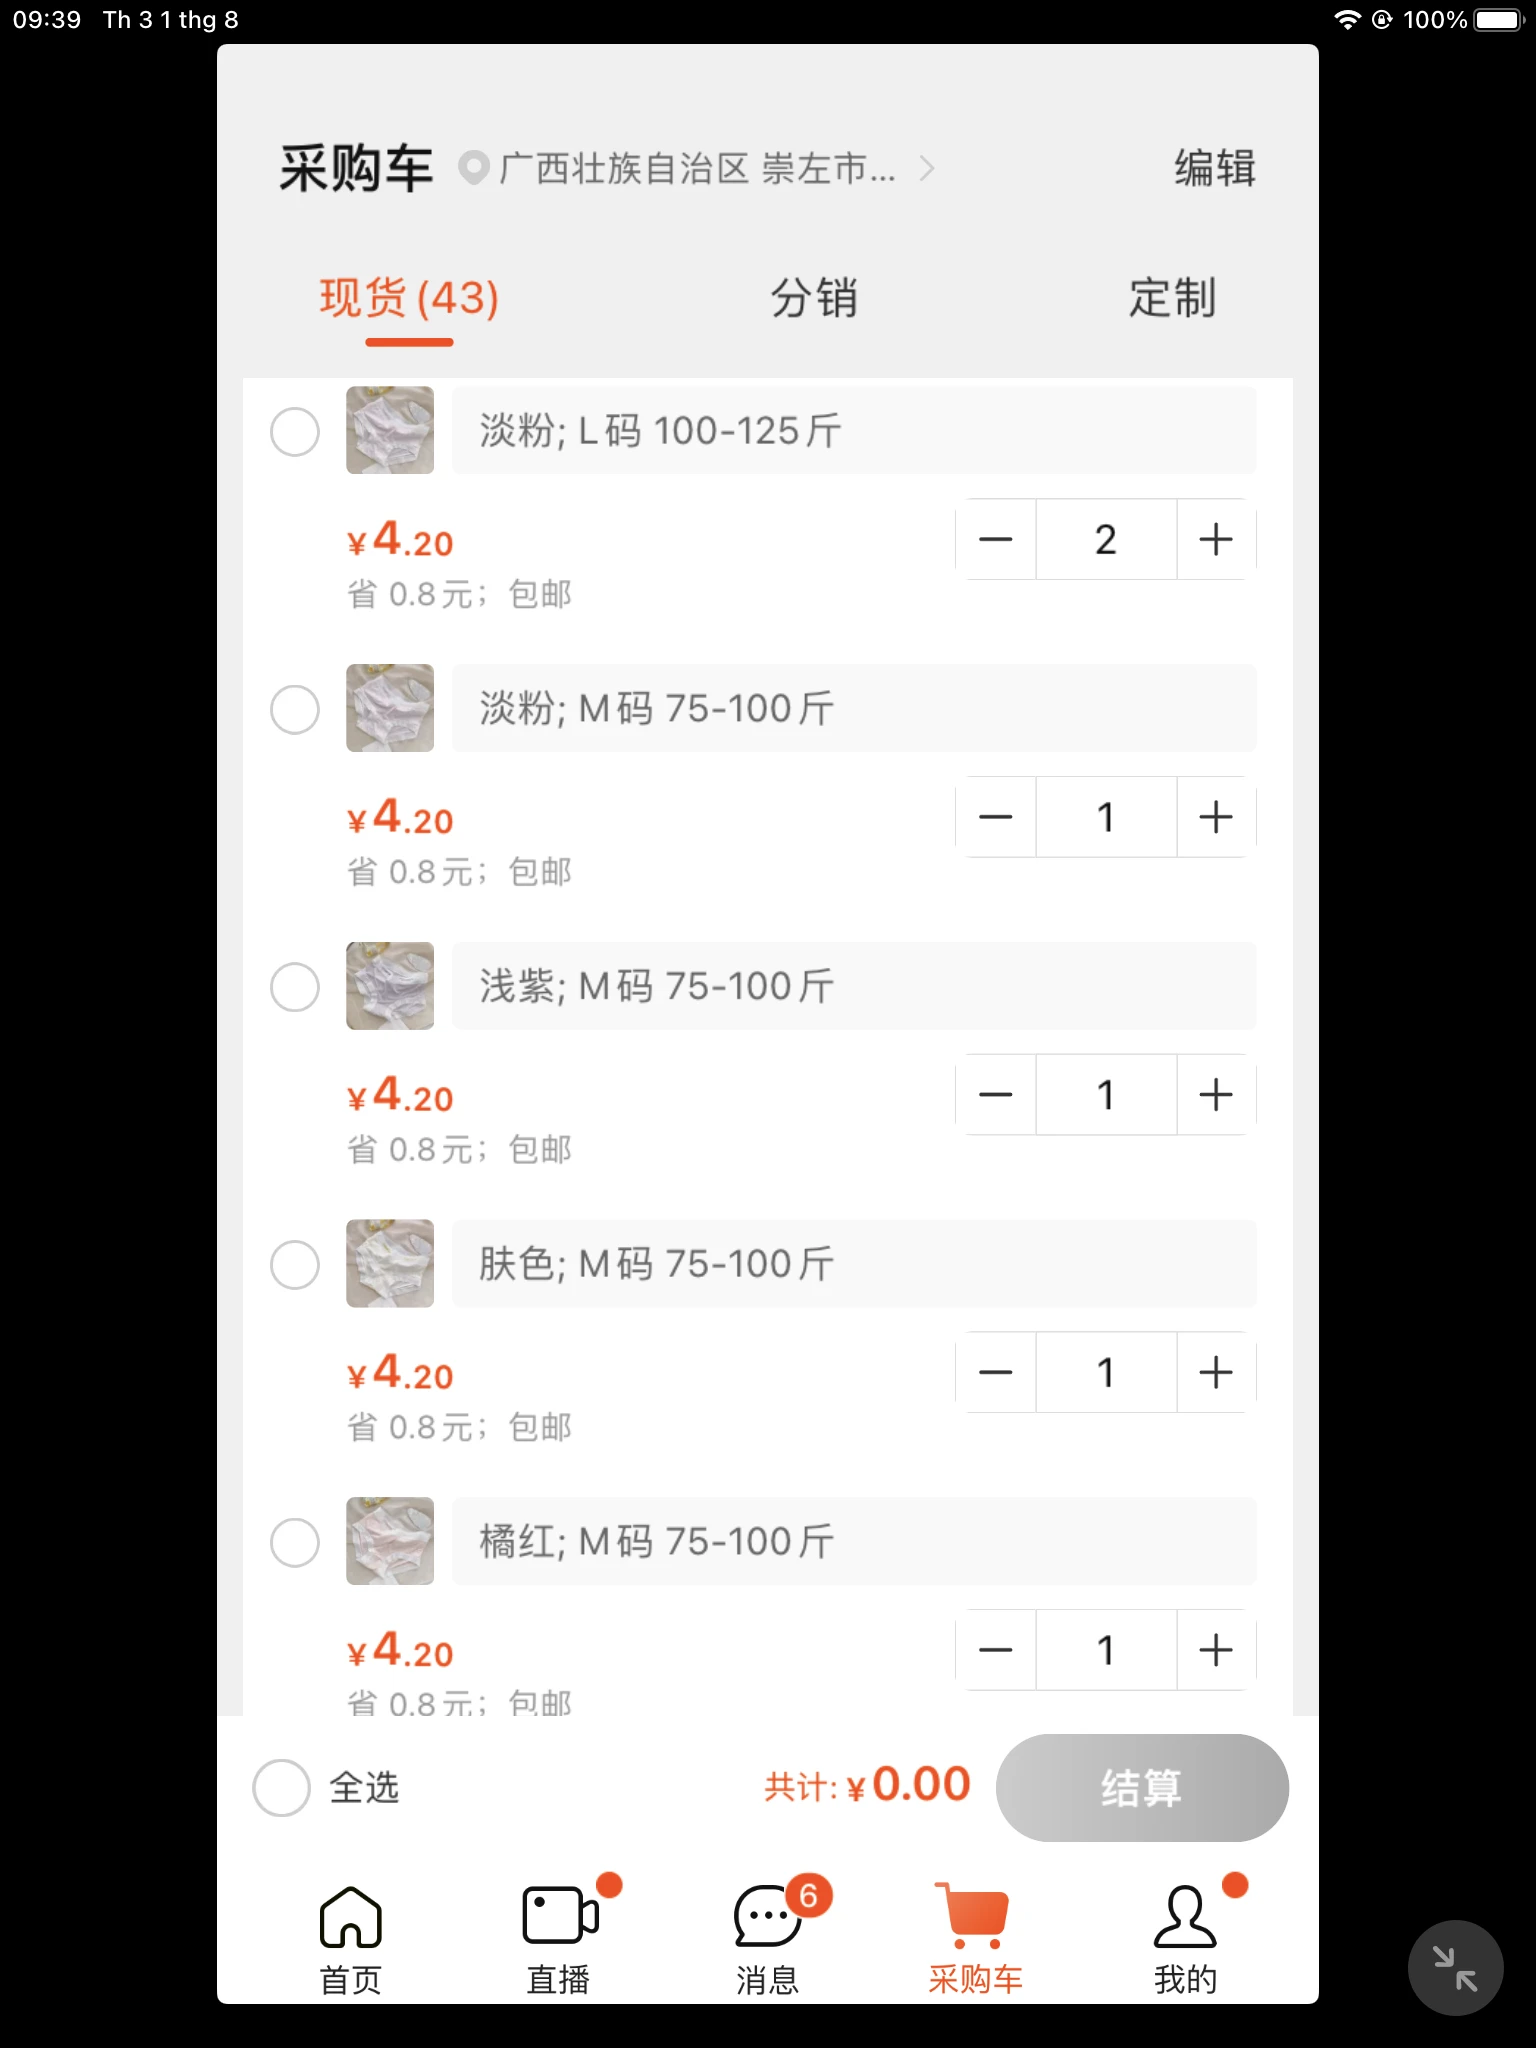 09:39 Th 3 1 thg 8
100%
采购车 广西壮族自治区 崇左市... 编辑
现货(43) 分销 定制
淡粉; L码 100-125斤
¥4.20 2
省 0.8元；包邮
淡粉; M码 75-100斤
¥4.20 1
省 0.8元；包邮
浅紫; M码 75-100斤
¥4.20 1
省 0.8元；包邮
肤色; M码 75-100斤
¥4.20 1
省 0.8元；包邮
橘红; M码 75-100斤
¥4.20 1
省 0.8元；包邮
全选 共计: ¥0.00 结算
6
首页 直播 消息 采购车 我的